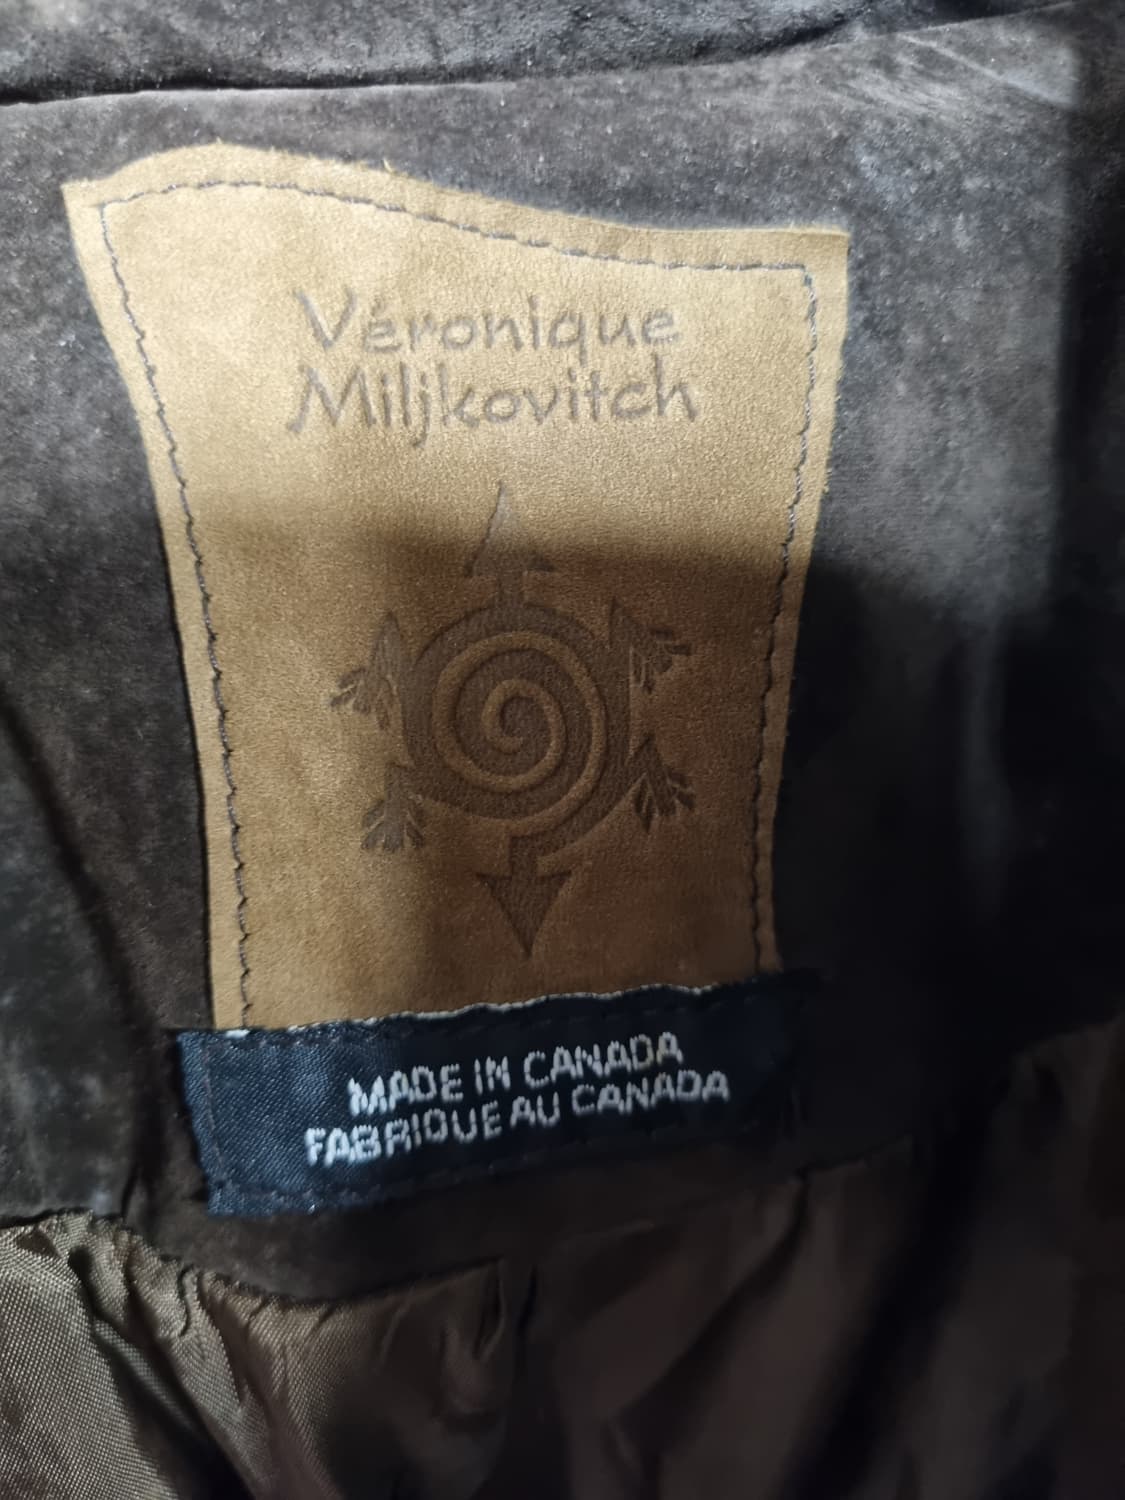 Véronique
Miljkovitch
MADE IN CANADA
FABRIQUE AU CANADA